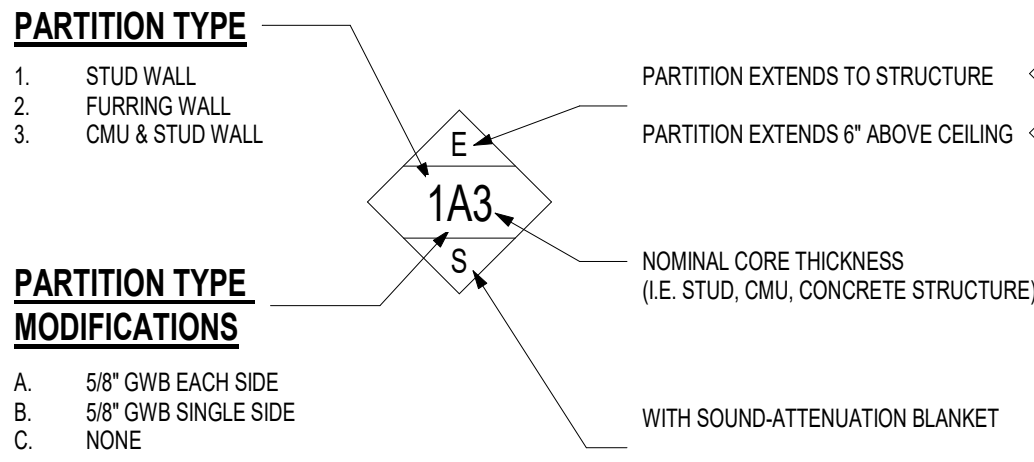 PARTITION TYPE
1. STUD WALL
2. FURRING WALL
3. CMU & STUD WALL
PARTITION TYPE
MODIFICATIONS
A. 5/8" GWB EACH SIDE
B. 5/8" GWB SINGLE SIDE
C. NONE
E
1A3
S
PARTITION EXTENDS TO STRUCTURE
PARTITION EXTENDS 6" ABOVE CEILING
NOMINAL CORE THICKNESS
(I.E. STUD, CMU, CONCRETE STRUCTURE)
WITH SOUND-ATTENUATION BLANKET